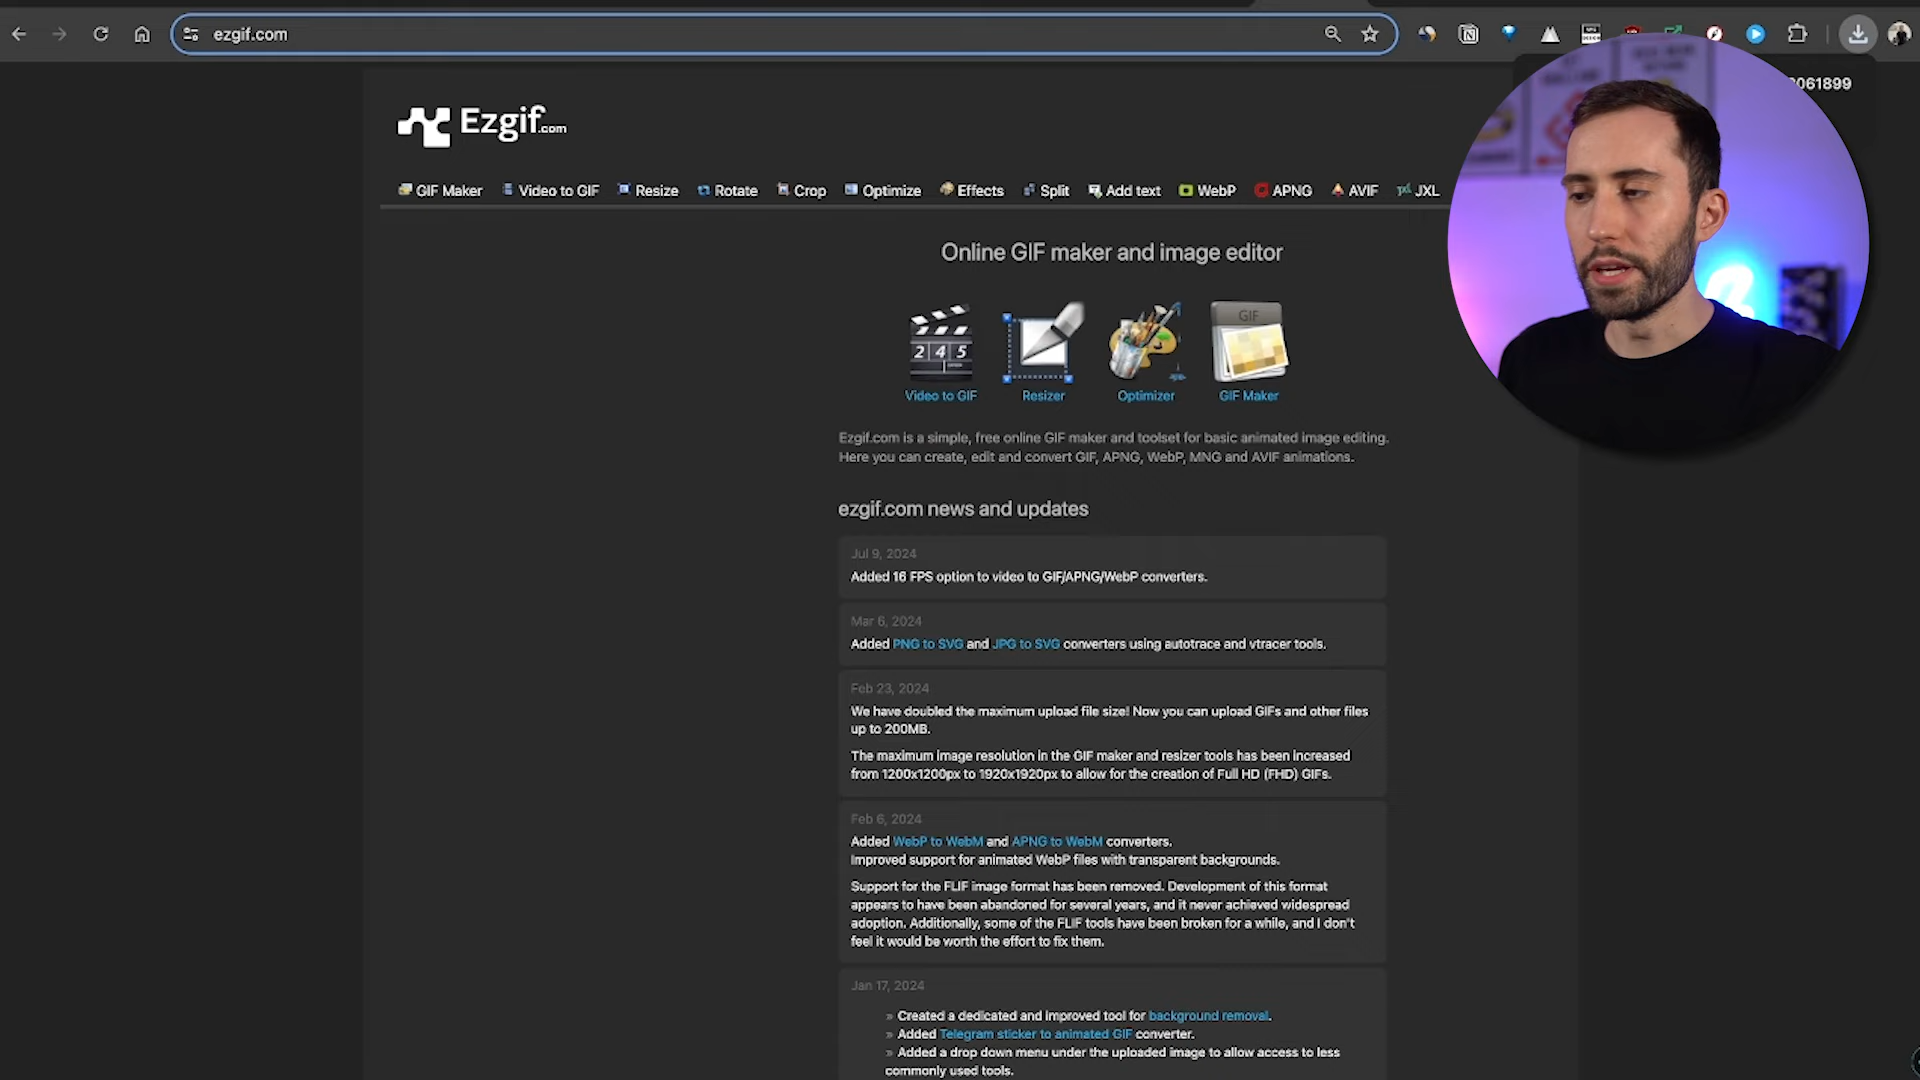 ezgif.com
061899
Ezgif.com
GIF Maker Video to GIF Resize Rotate Crop Optimize Effects Split Add text WebP APNG AVIF JXL
Online GIF maker and image editor
2 4 5
GIF
Video to GIF Resizer Optimizer GIF Maker
Ezgif.com is a simple, free online GIF maker and toolset for basic animated image editing.
Here you can create, edit and convert GIF, APNG, WebP, MNG and AVIF animations.
ezgif.com news and updates
Jul 9, 2024
Added 16 FPS option to video to GIF/APNG/WebP converters.
Mar 6, 2024
Added PNG to SVG and JPG to SVG converters using autotrace and vtracer tools.
Feb 23, 2024
We have doubled the maximum upload file size! Now you can upload GIFs and other files
up to 200MB.
The maximum image resolution in the GIF maker and resizer tools has been increased
from 1200x1200px to 1920x1920px to allow for the creation of Full HD (FHD) GIFs.
Feb 6, 2024
Added WebP to WebM and APNG to WebM converters.
Improved support for animated WebP files with transparent backgrounds.
Support for the FLIF image format has been removed. Development of this format
appears to have been abandoned for several years, and it never achieved widespread
adoption. Additionally, some of the FLIF tools have been broken for a while, and I don't
feel it would be worth the effort to fix them.
Jan 17, 2024
» Created a dedicated and improved tool for background removal.
» Added Telegram sticker to animated GIF converter.
» Added a drop down menu under the uploaded image to allow access to less
commonly used tools.